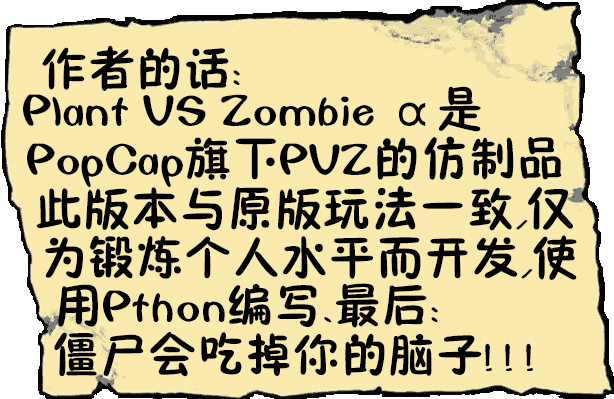 作者的话:
Plant VS Zombie α是
PopCap旗下PVZ的仿制品
此版本与原版玩法一致,仅
为锻炼个人水平而开发,使
用Pthon编写、最后:
僵尸会吃掉你的脑子!!!